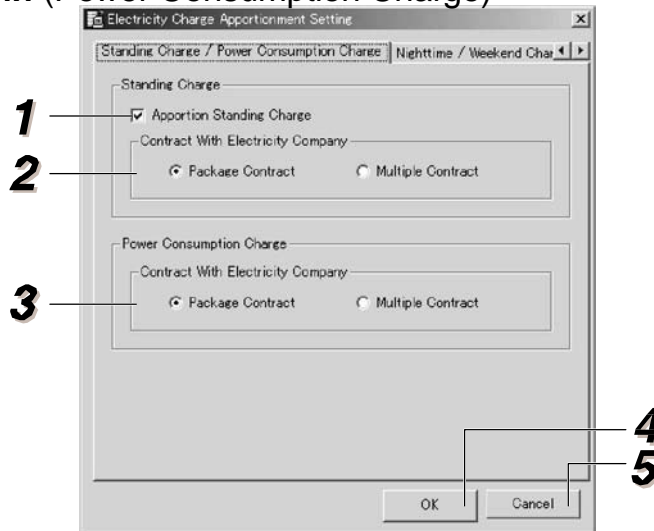 (Power Consumption Charge)
Electricity Charge Apportionment Setting
Standing Charge / Power Consumption Charge
Nighttime / Weekend Char
Standing Charge
1
Apportion Standing Charge
Contract With Electricity Company
2
Package Contract
Multiple Contract
Power Consumption Charge
Contract With Electricity Company
3
Package Contract
Multiple Contract
4
5
OK
Cancel